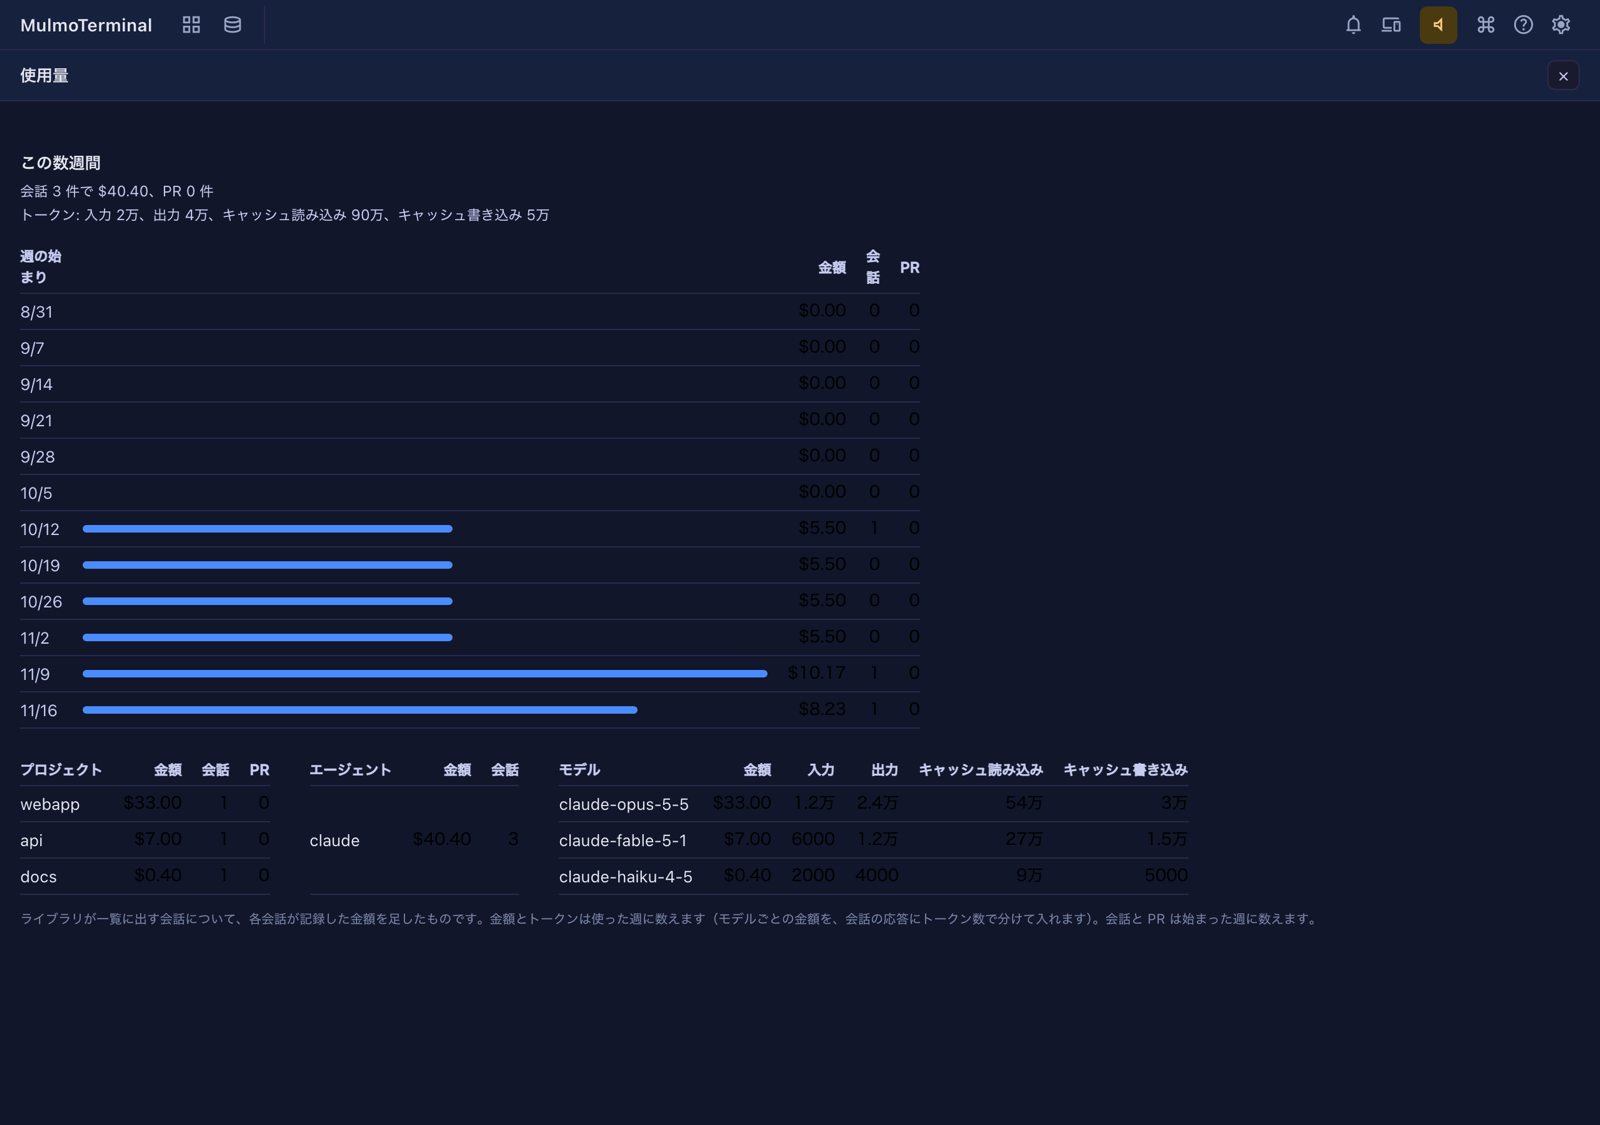 MulmoTerminal
使用量
この数週間
会話 3 件で $40.40、PR 0 件
トークン: 入力 2万、出力 4万、キャッシュ読み込み 90万、キャッシュ書き込み 5万
週の始まり 金額 会話 PR
8/31 $0.00 0 0
9/7 $0.00 0 0
9/14 $0.00 0 0
9/21 $0.00 0 0
9/28 $0.00 0 0
10/5 $0.00 0 0
10/12 $5.50 1 0
10/19 $5.50 0 0
10/26 $5.50 0 0
11/2 $5.50 0 0
11/9 $10.17 1 0
11/16 $8.23 1 0
プロジェクト 金額 会話 PR
webapp $33.00 1 0
api $7.00 1 0
docs $0.40 1 0
エージェント 金額 会話
claude $40.40 3
モデル 金額 入力 出力 キャッシュ読み込み キャッシュ書き込み
claude-opus-5-5 $33.00 1.2万 2.4万 54万 3万
claude-fable-5-1 $7.00 6000 1.2万 27万 1.5万
claude-haiku-4-5 $0.40 2000 4000 9万 5000
ライブラリが一覧に出す会話について、各会話が記録した金額を足したものです。金額とトークンは使った週に数えます（モデルごとの金額を、会話の応答にトークン数で分けて入れます）。会話と PR は始まった週に数えます。